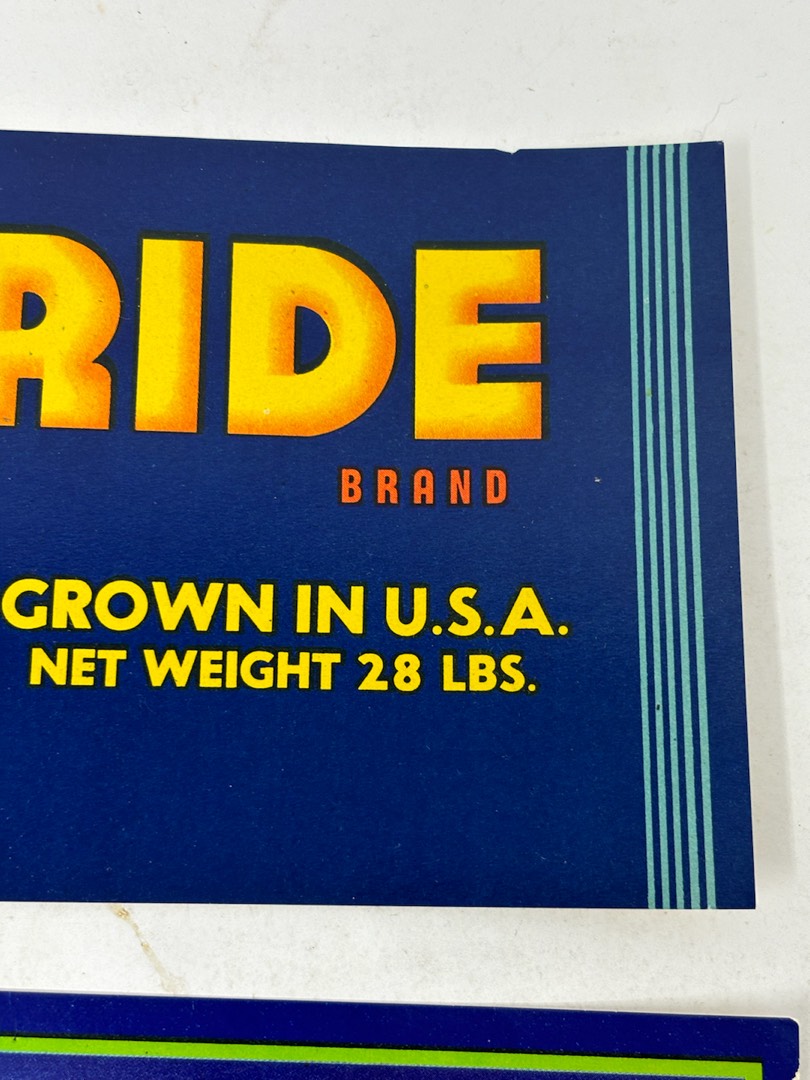 RIDE
BRAND
GROWN IN U.S.A.
NET WEIGHT 28 LBS.